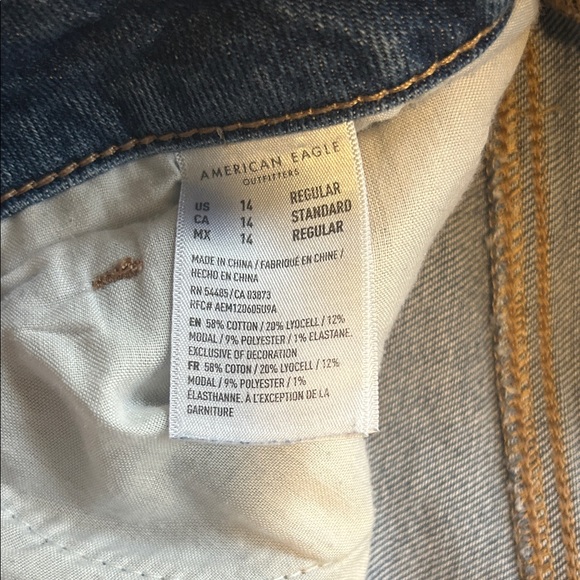 AMERICAN EAGLE
OUTFITTERS
US 14 REGULAR
CA 14 STANDARD
MX 14 REGULAR
MADE IN CHINA / FABRIQUÉ EN CHINE /
HECHO EN CHINA
RN 54485 / CA 03873
RFC# AEM120605U9A
EN 58% COTTON / 20% LYOCELL / 12%
MODAL / 9% POLYESTER / 1% ELASTANE.
EXCLUSIVE OF DECORATION
FR 58% COTON / 20% LYOCELL / 12%
MODAL / 9% POLYESTER / 1%
ÉLASTHANNE. À L'EXCEPTION DE LA
GARNITURE